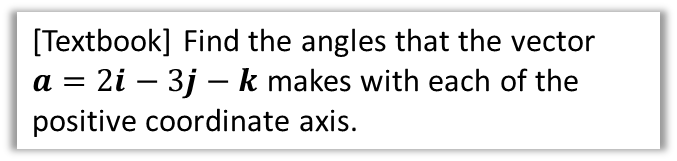 [Textbook] Find the angles that the vector
𝒂 = 2𝒊 − 3𝒋 − 𝒌 makes with each of the
positive coordinate axis.